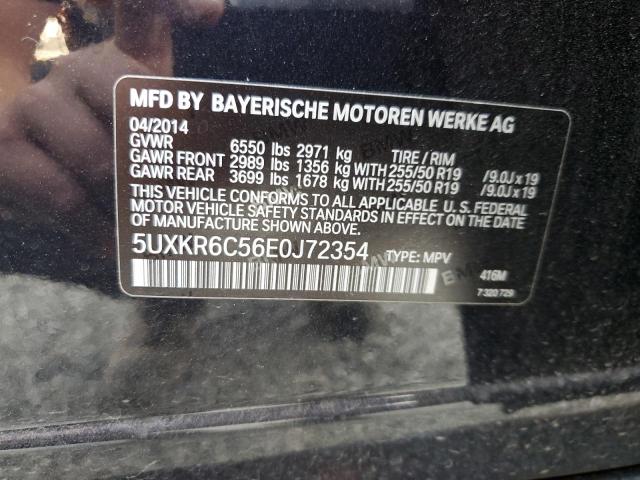 MFD BY BAYERISCHE MOTOREN WERKE AG
04/2014
GVWR 6550 lbs 2971 kg TIRE / RIM
GAWR FRONT 2989 lbs 1356 kg WITH 255/50 R19 /9.0J x 19
GAWR REAR 3699 lbs 1678 kg WITH 255/50 R19 /9.0J x 19
THIS VEHICLE CONFORMS TO ALL APPLICABLE U.S. FEDERAL
MOTOR VEHICLE SAFETY STANDARDS IN EFFECT ON THE DATE
OF MANUFACTURE SHOWN ABOVE.
5UXKR6C56E0J72354 TYPE: MPV
416M
7 320 729